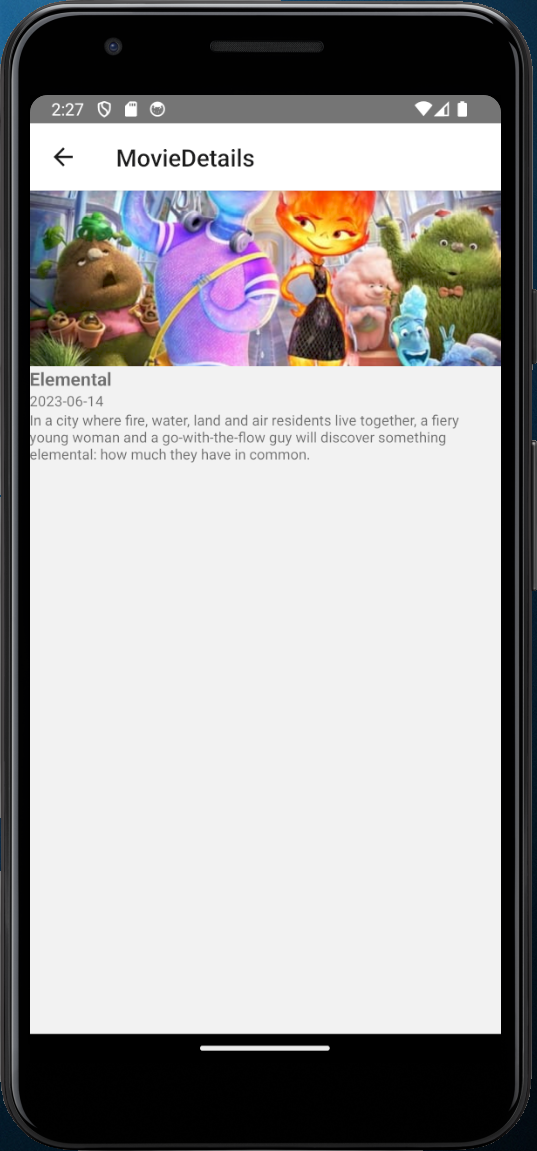 2:27
MovieDetails
Elemental
2023-06-14
In a city where fire, water, land and air residents live together, a fiery
young woman and a go-with-the-flow guy will discover something
elemental: how much they have in common.